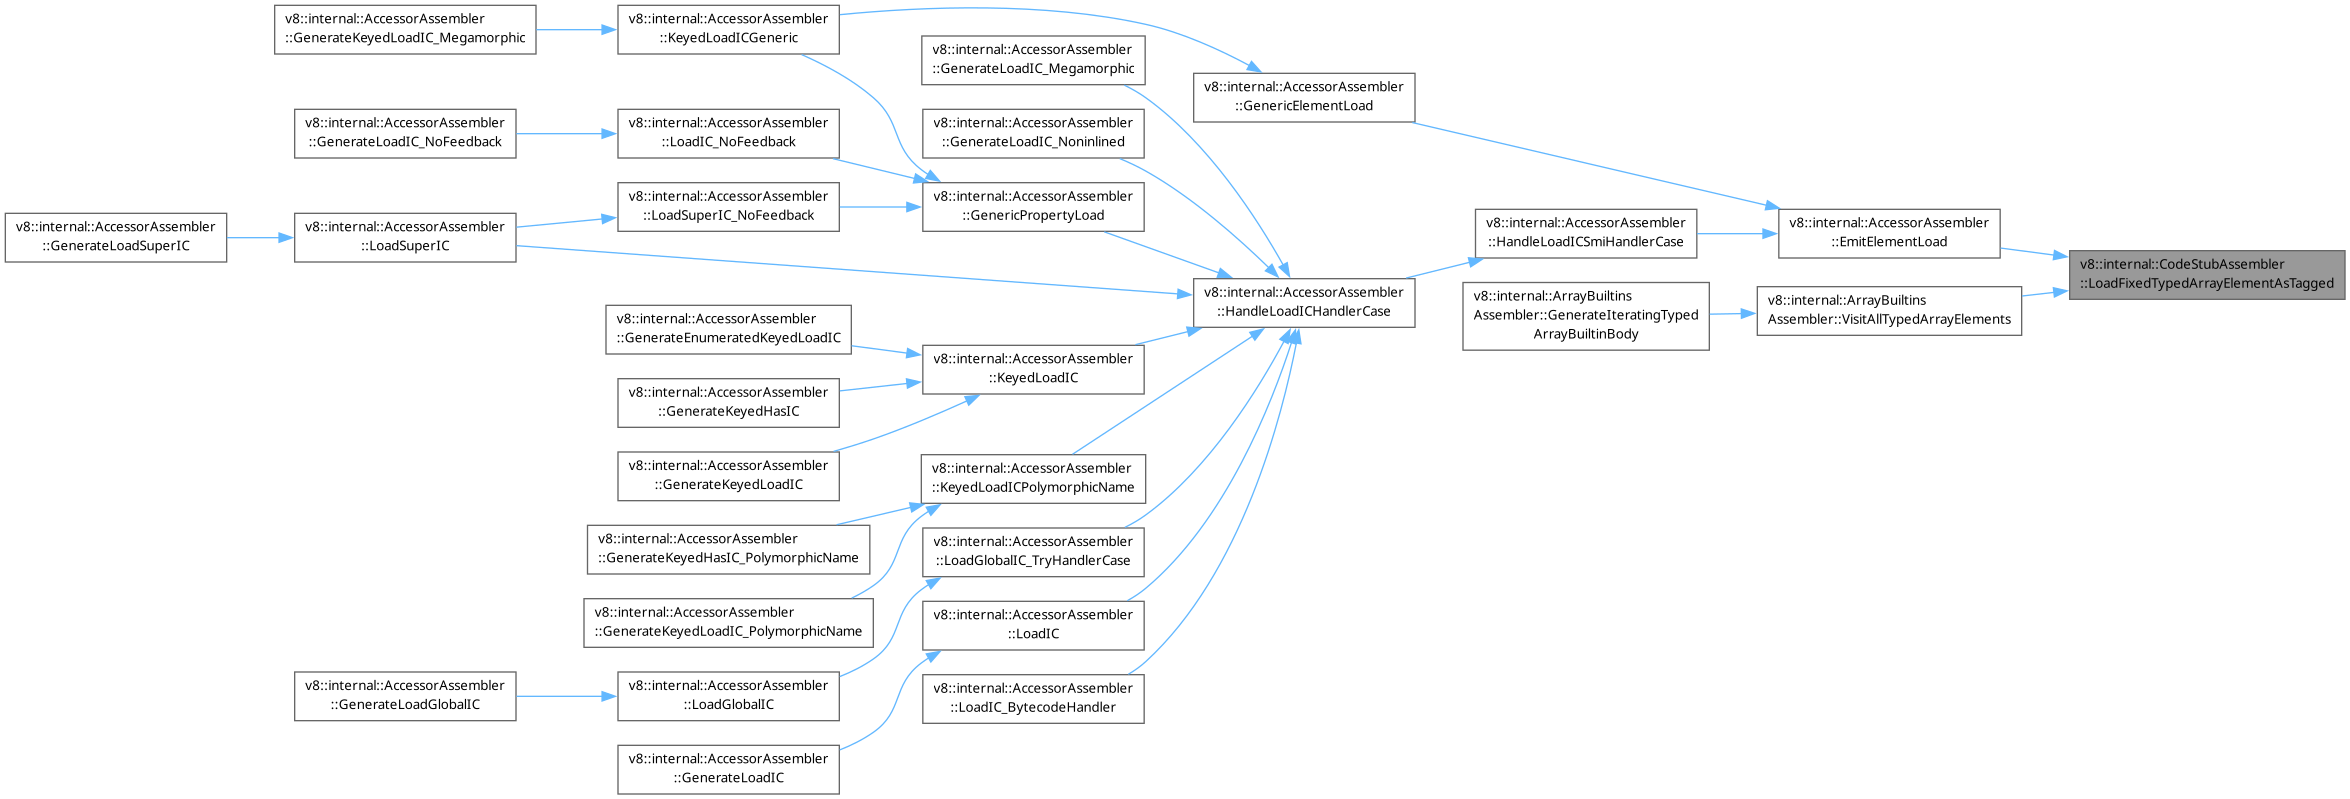 v8::internal::AccessorAssembler
::GenerateKeyedLoadIC_Megamorphic
v8::internal::AccessorAssembler
::KeyedLoadICGeneric
v8::internal::AccessorAssembler
::GenerateLoadIC_Megamorphic
v8::internal::AccessorAssembler
::GenericElementLoad
v8::internal::AccessorAssembler
::GenerateLoadIC_NoFeedback
v8::internal::AccessorAssembler
::LoadIC_NoFeedback
v8::internal::AccessorAssembler
::GenerateLoadIC_Noninlined
v8::internal::AccessorAssembler
::LoadSuperIC_NoFeedback
v8::internal::AccessorAssembler
::GenericPropertyLoad
v8::internal::AccessorAssembler
::GenerateLoadSuperIC
v8::internal::AccessorAssembler
::LoadSuperIC
v8::internal::AccessorAssembler
::HandleLoadICSmiHandlerCase
v8::internal::AccessorAssembler
::EmitElementLoad
v8::internal::CodeStubAssembler
::LoadFixedTypedArrayElementAsTagged
v8::internal::AccessorAssembler
::HandleLoadICHandlerCase
v8::internal::ArrayBuiltins
Assembler::GenerateIteratingTyped
ArrayBuiltinBody
v8::internal::ArrayBuiltins
Assembler::VisitAllTypedArrayElements
v8::internal::AccessorAssembler
::GenerateEnumeratedKeyedLoadIC
v8::internal::AccessorAssembler
::KeyedLoadIC
v8::internal::AccessorAssembler
::GenerateKeyedHasIC
v8::internal::AccessorAssembler
::GenerateKeyedLoadIC
v8::internal::AccessorAssembler
::KeyedLoadICPolymorphicName
v8::internal::AccessorAssembler
::GenerateKeyedHasIC_PolymorphicName
v8::internal::AccessorAssembler
::LoadGlobalIC_TryHandlerCase
v8::internal::AccessorAssembler
::GenerateKeyedLoadIC_PolymorphicName
v8::internal::AccessorAssembler
::LoadIC
v8::internal::AccessorAssembler
::GenerateLoadGlobalIC
v8::internal::AccessorAssembler
::LoadGlobalIC
v8::internal::AccessorAssembler
::LoadIC_BytecodeHandler
v8::internal::AccessorAssembler
::GenerateLoadIC